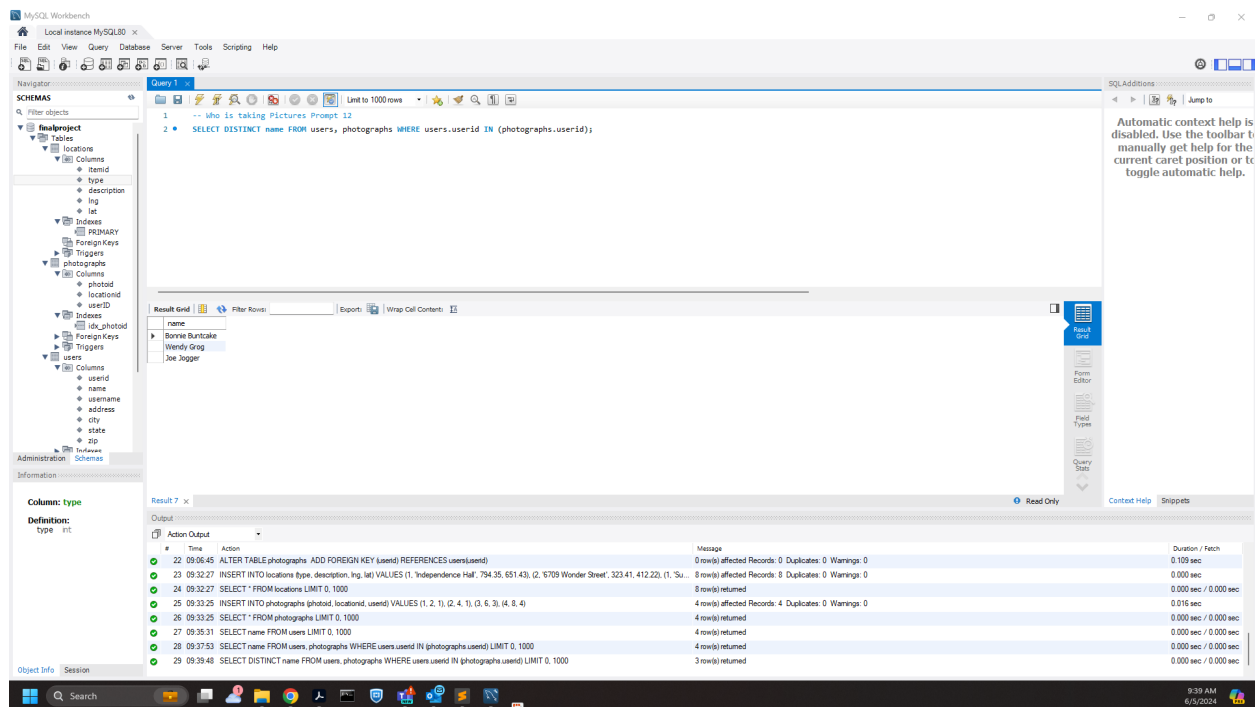 MySQL Workbench
Local instance MySQL80 ×
File Edit View Query Database Server Tools Scripting Help
Navigator
SCHEMAS
Filter objects
finalproject
Tables
locations
Columns
itemid
type
description
lng
lat
Indexes
PRIMARY
Foreign Keys
Triggers
photographs
Columns
photoid
locationid
userID
Indexes
idx_photoid
Foreign Keys
Triggers
users
Columns
userid
name
username
address
city
state
zip
Indexes
Administration Schemas
Information
Column: type
Definition:
type int
Object Info Session
Query 1 ×
Limit to 1000 rows
1 -- Who is taking Pictures Prompt 12
2 SELECT DISTINCT name FROM users, photographs WHERE users.userid IN (photographs.userid);
Result Grid Filter Rows: Export: Wrap Cell Content:
name
Bonnie Buntcake
Wendy Grog
Joe Jogger
Result Grid
Form Editor
Field Types
Query Stats
Result 7 ×
Read Only
SQLAdditions
Jump to
Automatic context help is
disabled. Use the toolbar to
manually get help for the
current caret position or to
toggle automatic help.
Context Help Snippets
Output
Action Output
# Time Action Message Duration / Fetch
22 09:06:45 ALTER TABLE photographs ADD FOREIGN KEY (userid) REFERENCES users(userid) 0 row(s) affected Records: 0 Duplicates: 0 Warnings: 0 0.109 sec
23 09:32:27 INSERT INTO locations (type, description, lng, lat) VALUES (1, 'Independence Hall', 794.35, 651.43), (2, '6709 Wonder Street', 323.41, 412.22), (1, 'Su... 8 row(s) affected Records: 8 Duplicates: 0 Warnings: 0 0.000 sec
24 09:32:27 SELECT * FROM locations LIMIT 0, 1000 8 row(s) returned 0.000 sec / 0.000 sec
25 09:33:25 INSERT INTO photographs (photoid, locationid, userid) VALUES (1, 2, 1), (2, 4, 1), (3, 6, 3), (4, 8, 4) 4 row(s) affected Records: 4 Duplicates: 0 Warnings: 0 0.016 sec
26 09:33:25 SELECT * FROM photographs LIMIT 0, 1000 4 row(s) returned 0.000 sec / 0.000 sec
27 09:35:31 SELECT name FROM users LIMIT 0, 1000 4 row(s) returned 0.000 sec / 0.000 sec
28 09:37:53 SELECT name FROM users, photographs WHERE users.userid IN (photographs.userid) LIMIT 0, 1000 4 row(s) returned 0.000 sec / 0.000 sec
29 09:39:48 SELECT DISTINCT name FROM users, photographs WHERE users.userid IN (photographs.userid) LIMIT 0, 1000 3 row(s) returned 0.000 sec / 0.000 sec
Search
9:39 AM
6/5/2024